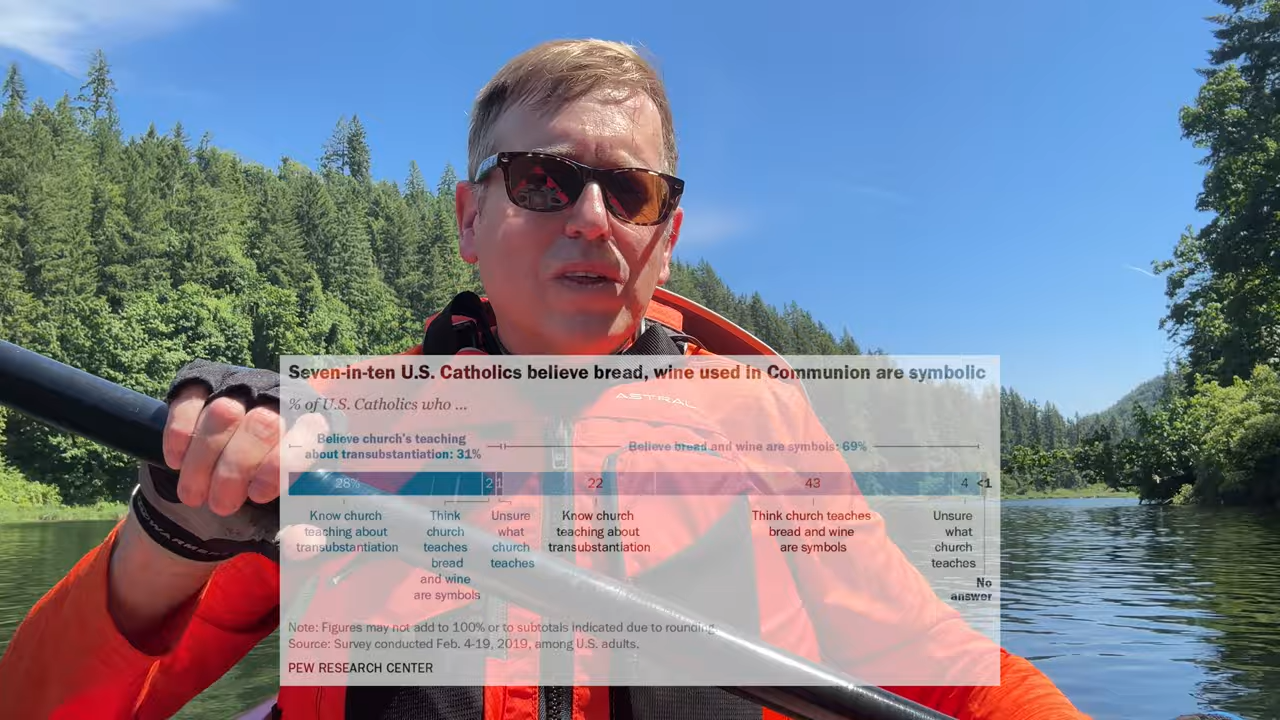 Seven-in-ten U.S. Catholics believe bread, wine used in Communion are symbolic
% of U.S. Catholics who ...
ASTRAL
Believe church's teaching
about transubstantiation: 31%
Believe bread and wine are symbols: 69%
28% 2 1 22 43 4 <1
Know church
teaching about
transubstantiation
Think
church
teaches
bread
and wine
are symbols
Unsure
what
church
teaches
Know church
teaching about
transubstantiation
Think church teaches
bread and wine
are symbols
Unsure
what
church
teaches
No
answer
Note: Figures may not add to 100% or to subtotals indicated due to rounding.
Source: Survey conducted Feb. 4-19, 2019, among U.S. adults.
PEW RESEARCH CENTER